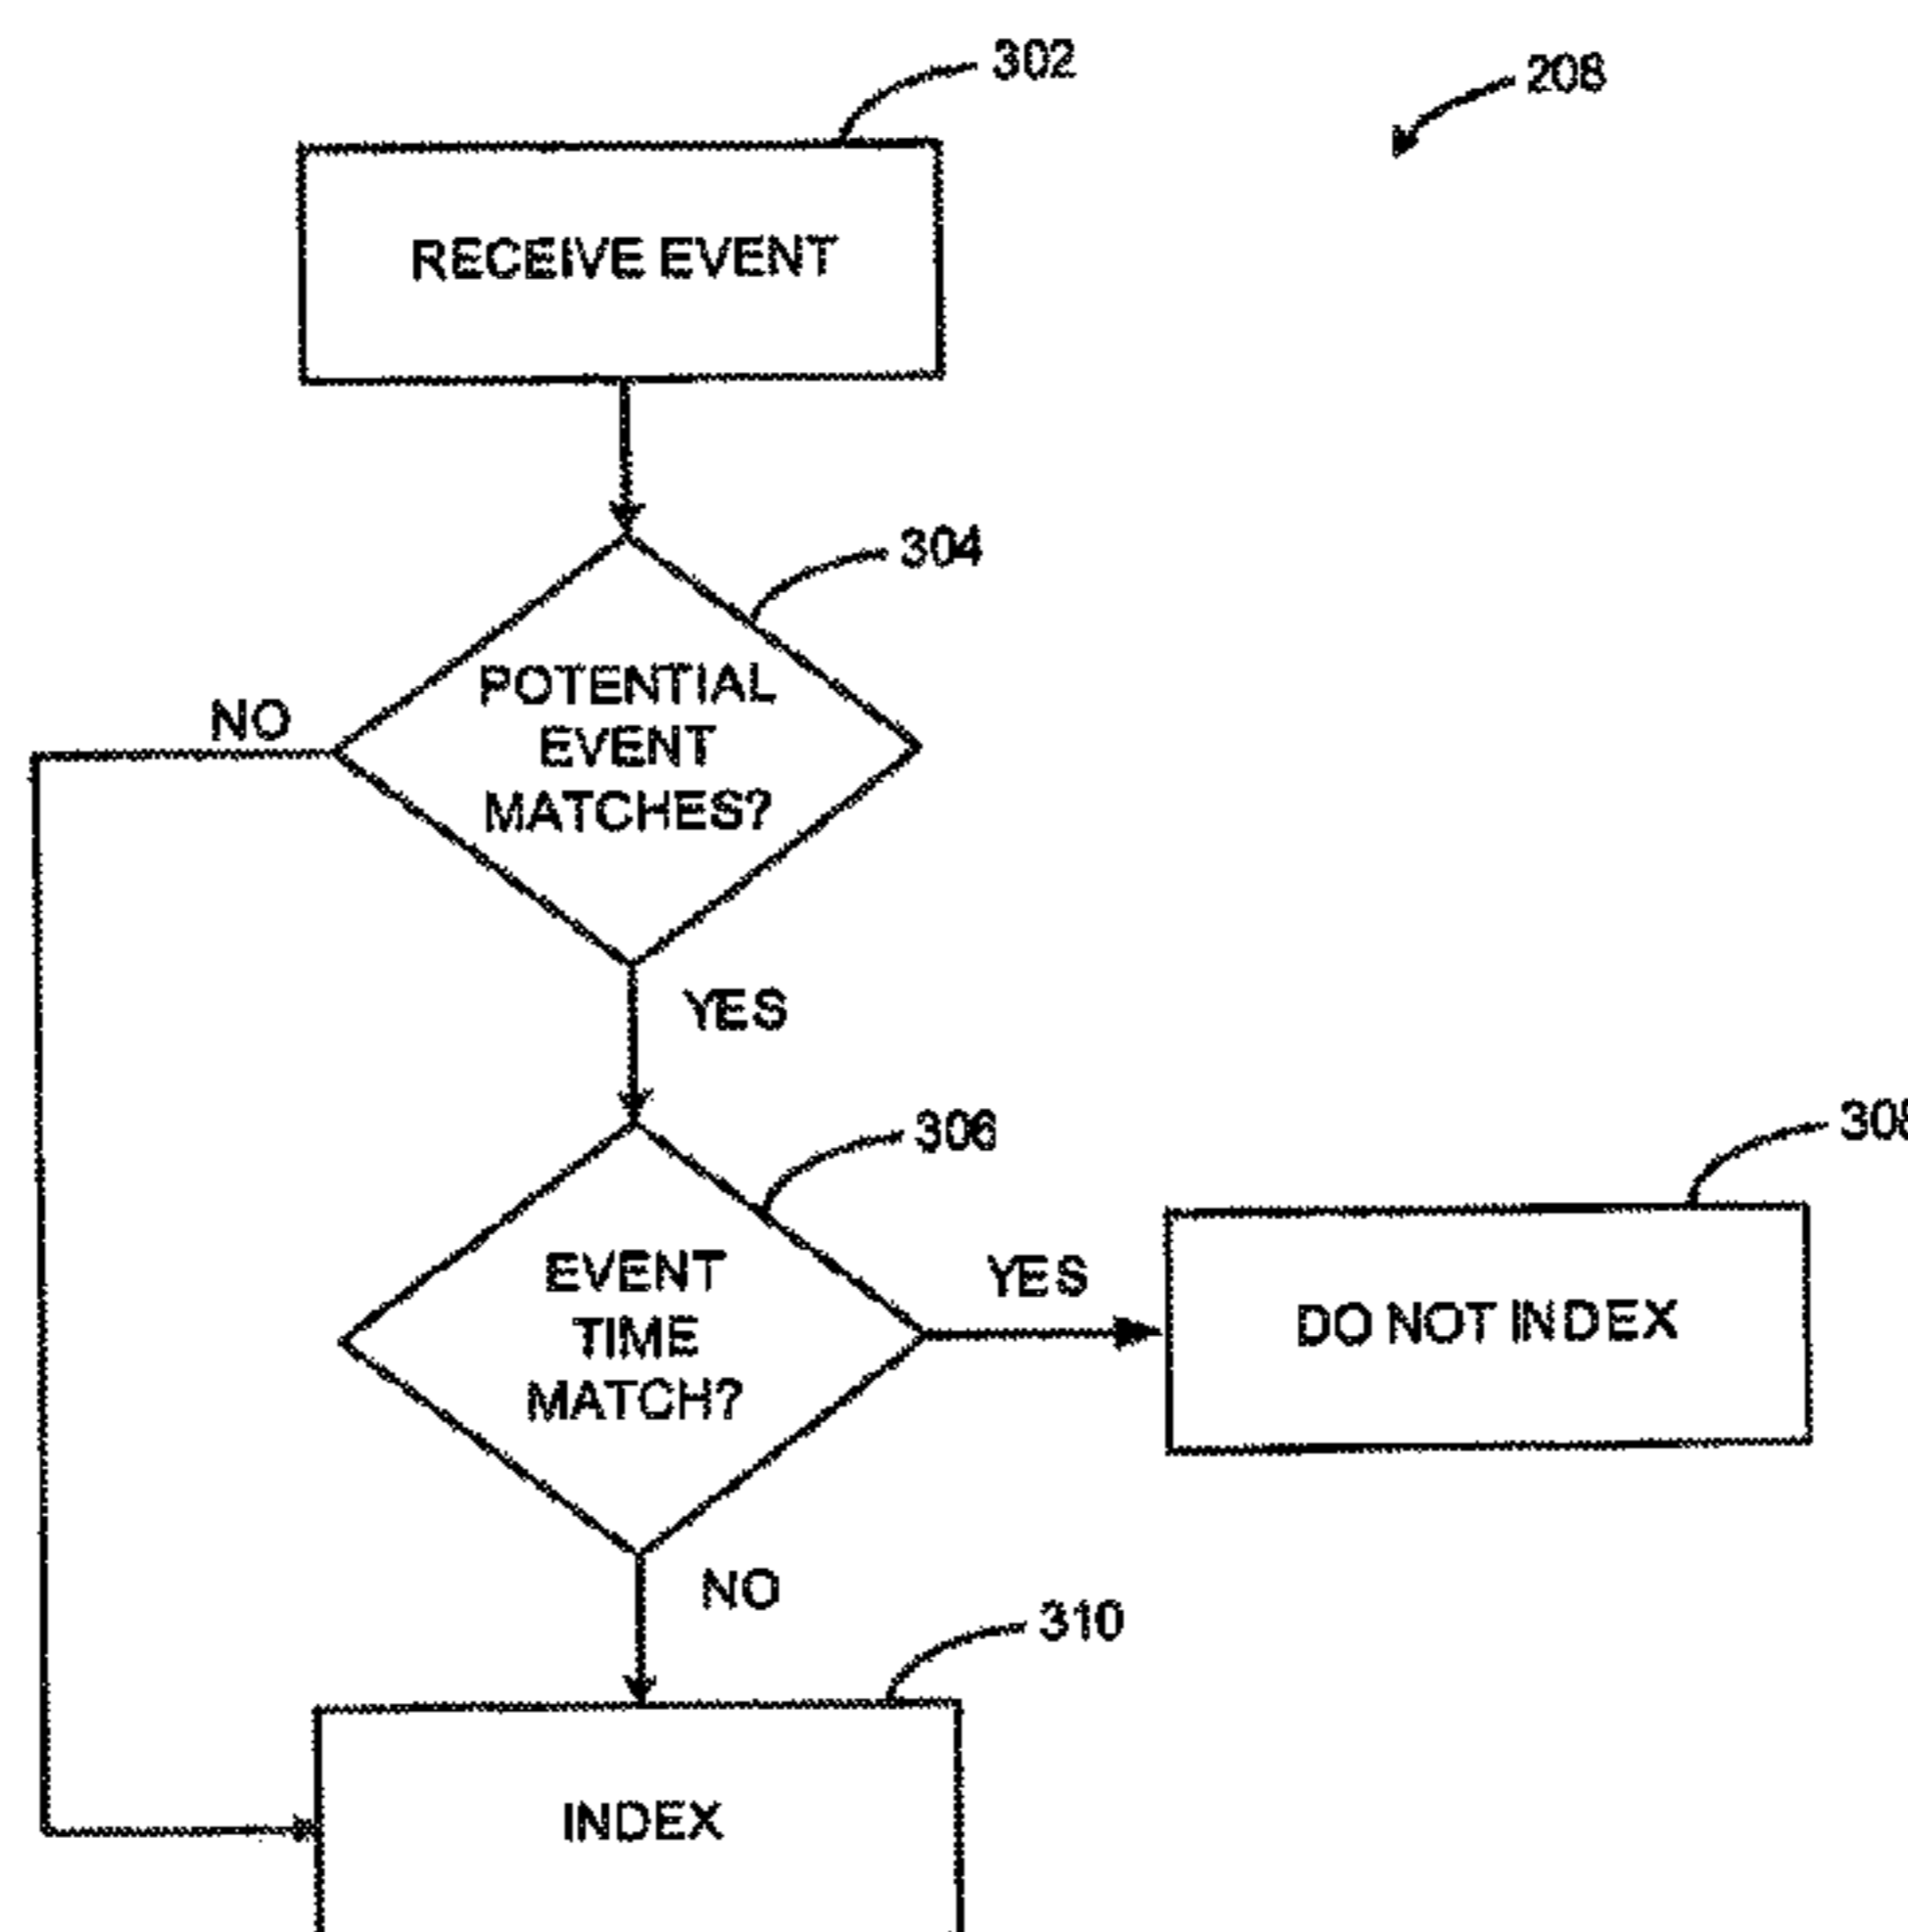 302
208
RECEIVE EVENT
304
POTENTIAL
EVENT
MATCHES?
NO
YES
306
308
EVENT
TIME
MATCH?
YES
DO NOT INDEX
NO
310
INDEX